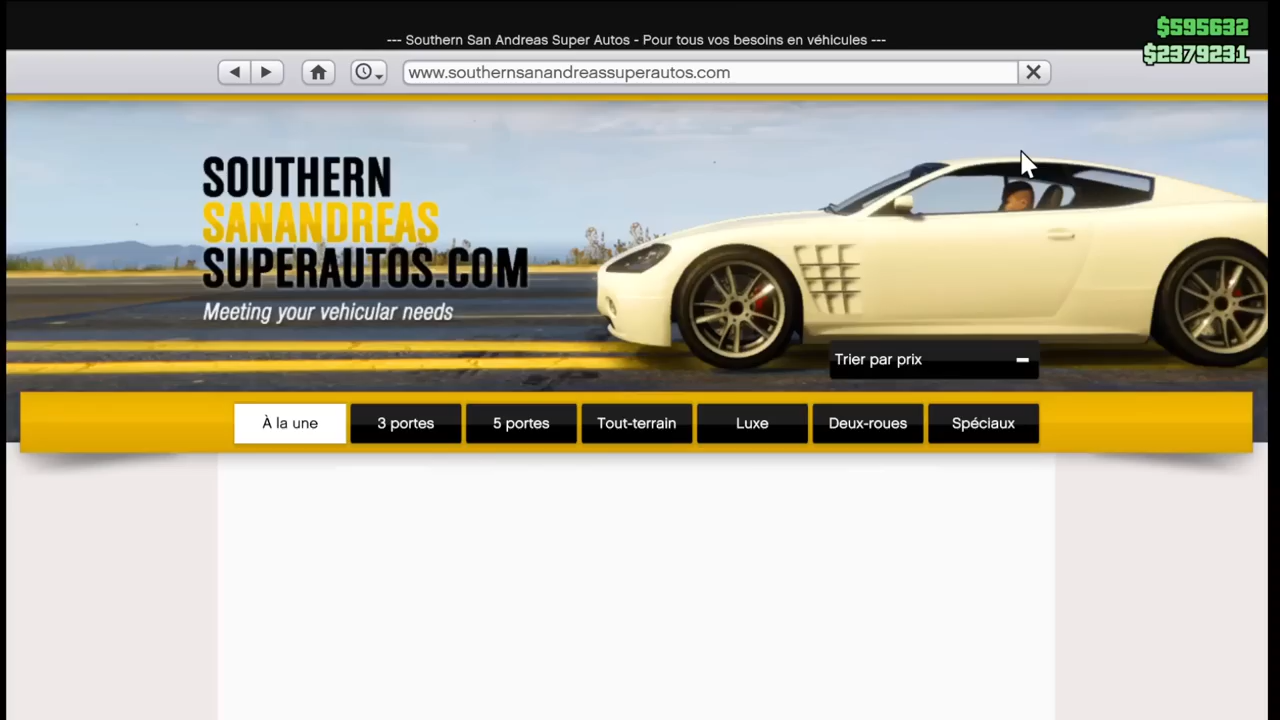 --- Southern San Andreas Super Autos - Pour tous vos besoins en véhicules ---
$595632
$2379231
www.southernsanandreassuperautos.com
SOUTHERN
SANANDREAS
SUPERAUTOS.COM
Meeting your vehicular needs
Trier par prix
À la une 3 portes 5 portes Tout-terrain Luxe Deux-roues Spéciaux